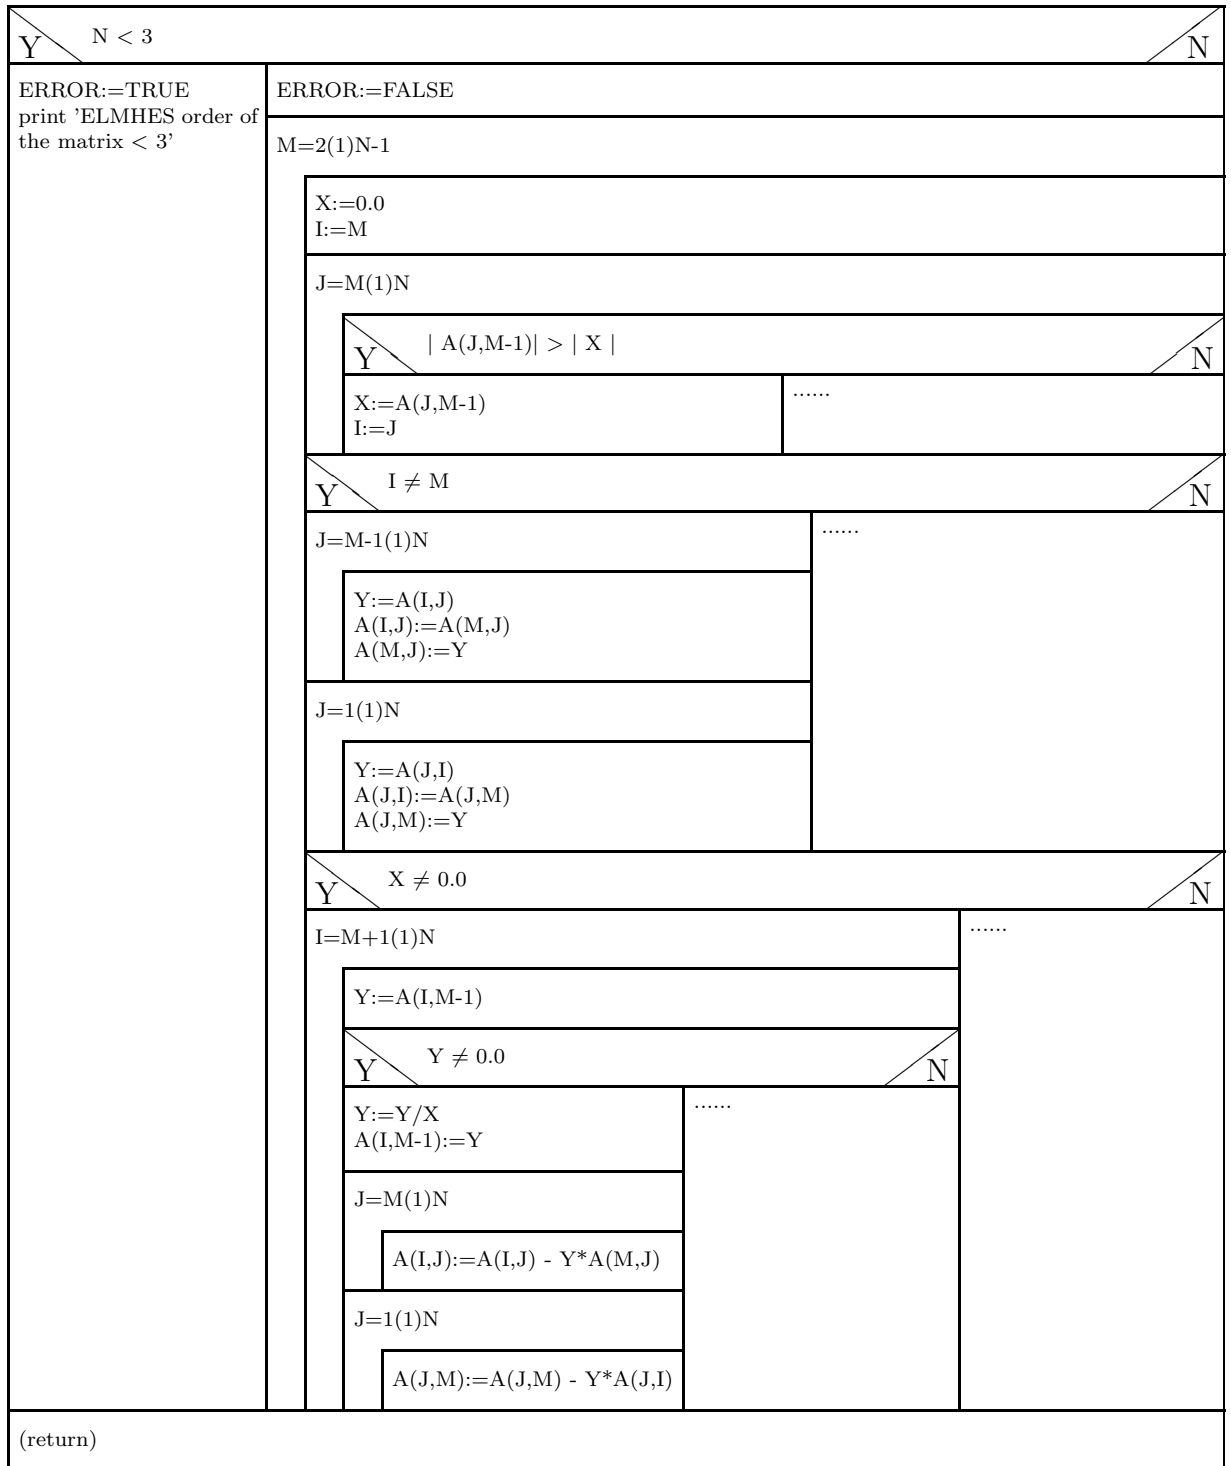 Y N < 3 N
ERROR:=TRUE
print 'ELMHES order of
the matrix < 3'
ERROR:=FALSE
M=2(1)N-1
X:=0.0
I:=M
J=M(1)N
Y | A(J,M-1)| > | X | N
X:=A(J,M-1)
I:=J
......
Y I ≠ M N
J=M-1(1)N
Y:=A(I,J)
A(I,J):=A(M,J)
A(M,J):=Y
J=1(1)N
Y:=A(J,I)
A(J,I):=A(J,M)
A(J,M):=Y
......
Y X ≠ 0.0 N
I=M+1(1)N
Y:=A(I,M-1)
Y Y ≠ 0.0 N
Y:=Y/X
A(I,M-1):=Y
J=M(1)N
A(I,J):=A(I,J) - Y*A(M,J)
J=1(1)N
A(J,M):=A(J,M) - Y*A(J,I)
......
......
(return)